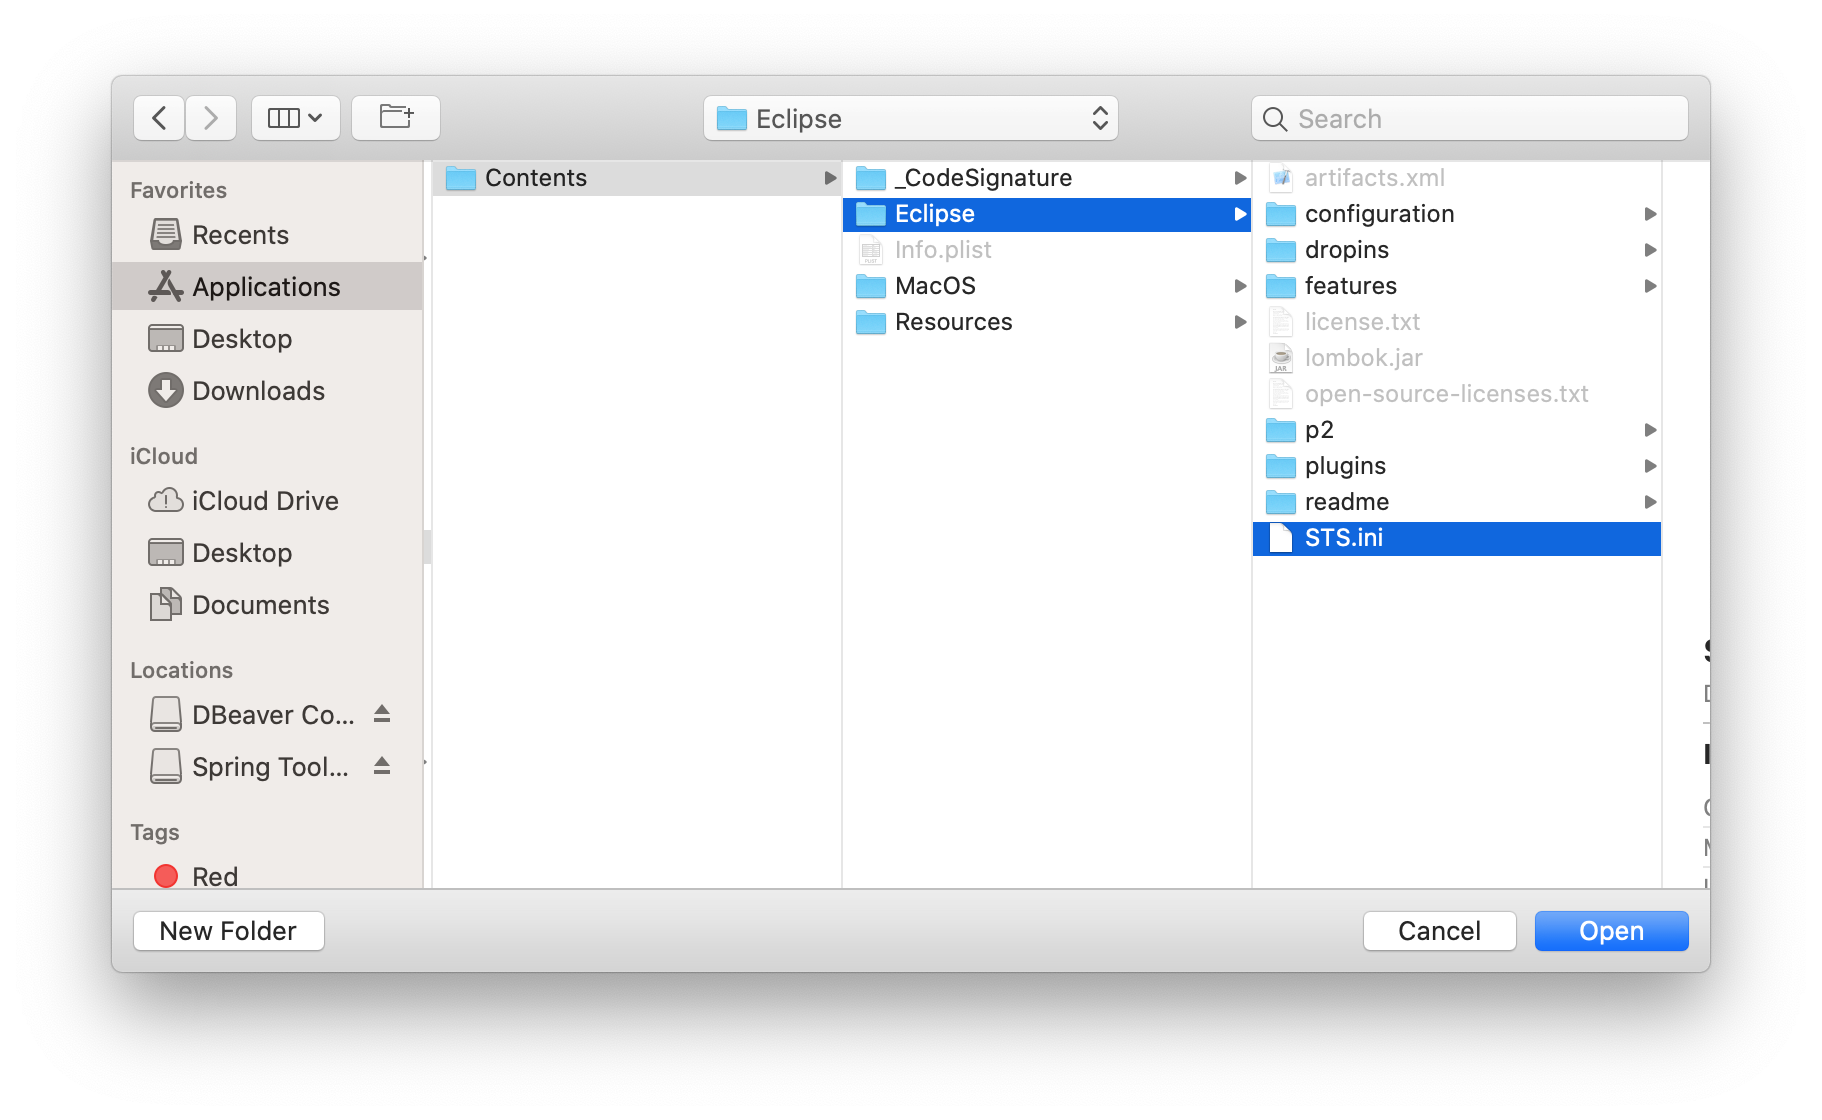 Eclipse
Search
Favorites
Recents
Applications
Desktop
Downloads
iCloud
iCloud Drive
Desktop
Documents
Locations
DBeaver Co...
Spring Tool...
Tags
Red
Contents
_CodeSignature
Eclipse
Info.plist
MacOS
Resources
artifacts.xml
configuration
dropins
features
license.txt
lombok.jar
open-source-licenses.txt
p2
plugins
readme
STS.ini
New Folder
Cancel
Open